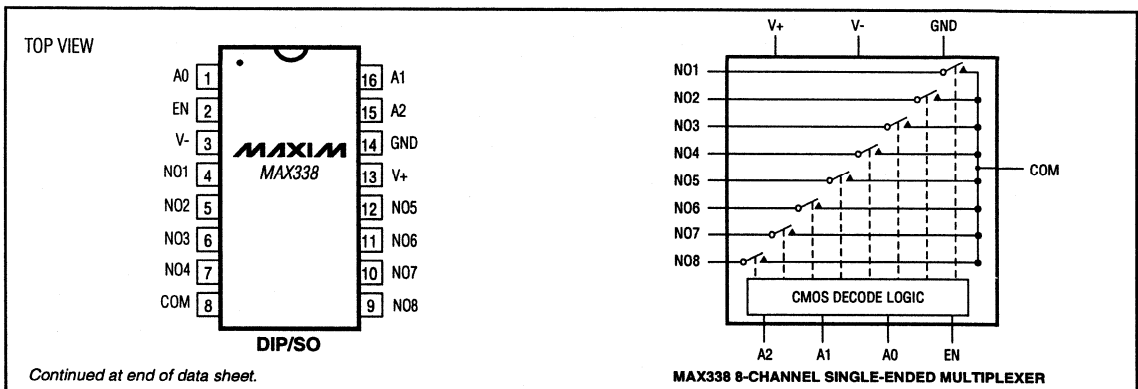 TOP VIEW
A0 1 16 A1
EN 2 15 A2
V- 3 14 GND
NO1 4 13 V+
NO2 5 12 NO5
NO3 6 11 NO6
NO4 7 10 NO7
COM 8 9 NO8
MAXIM
MAX338
DIP/SO
Continued at end of data sheet.
V+ V- GND
NO1
NO2
NO3
NO4
NO5
NO6
NO7
NO8
COM
CMOS DECODE LOGIC
A2 A1 A0 EN
MAX338 8-CHANNEL SINGLE-ENDED MULTIPLEXER